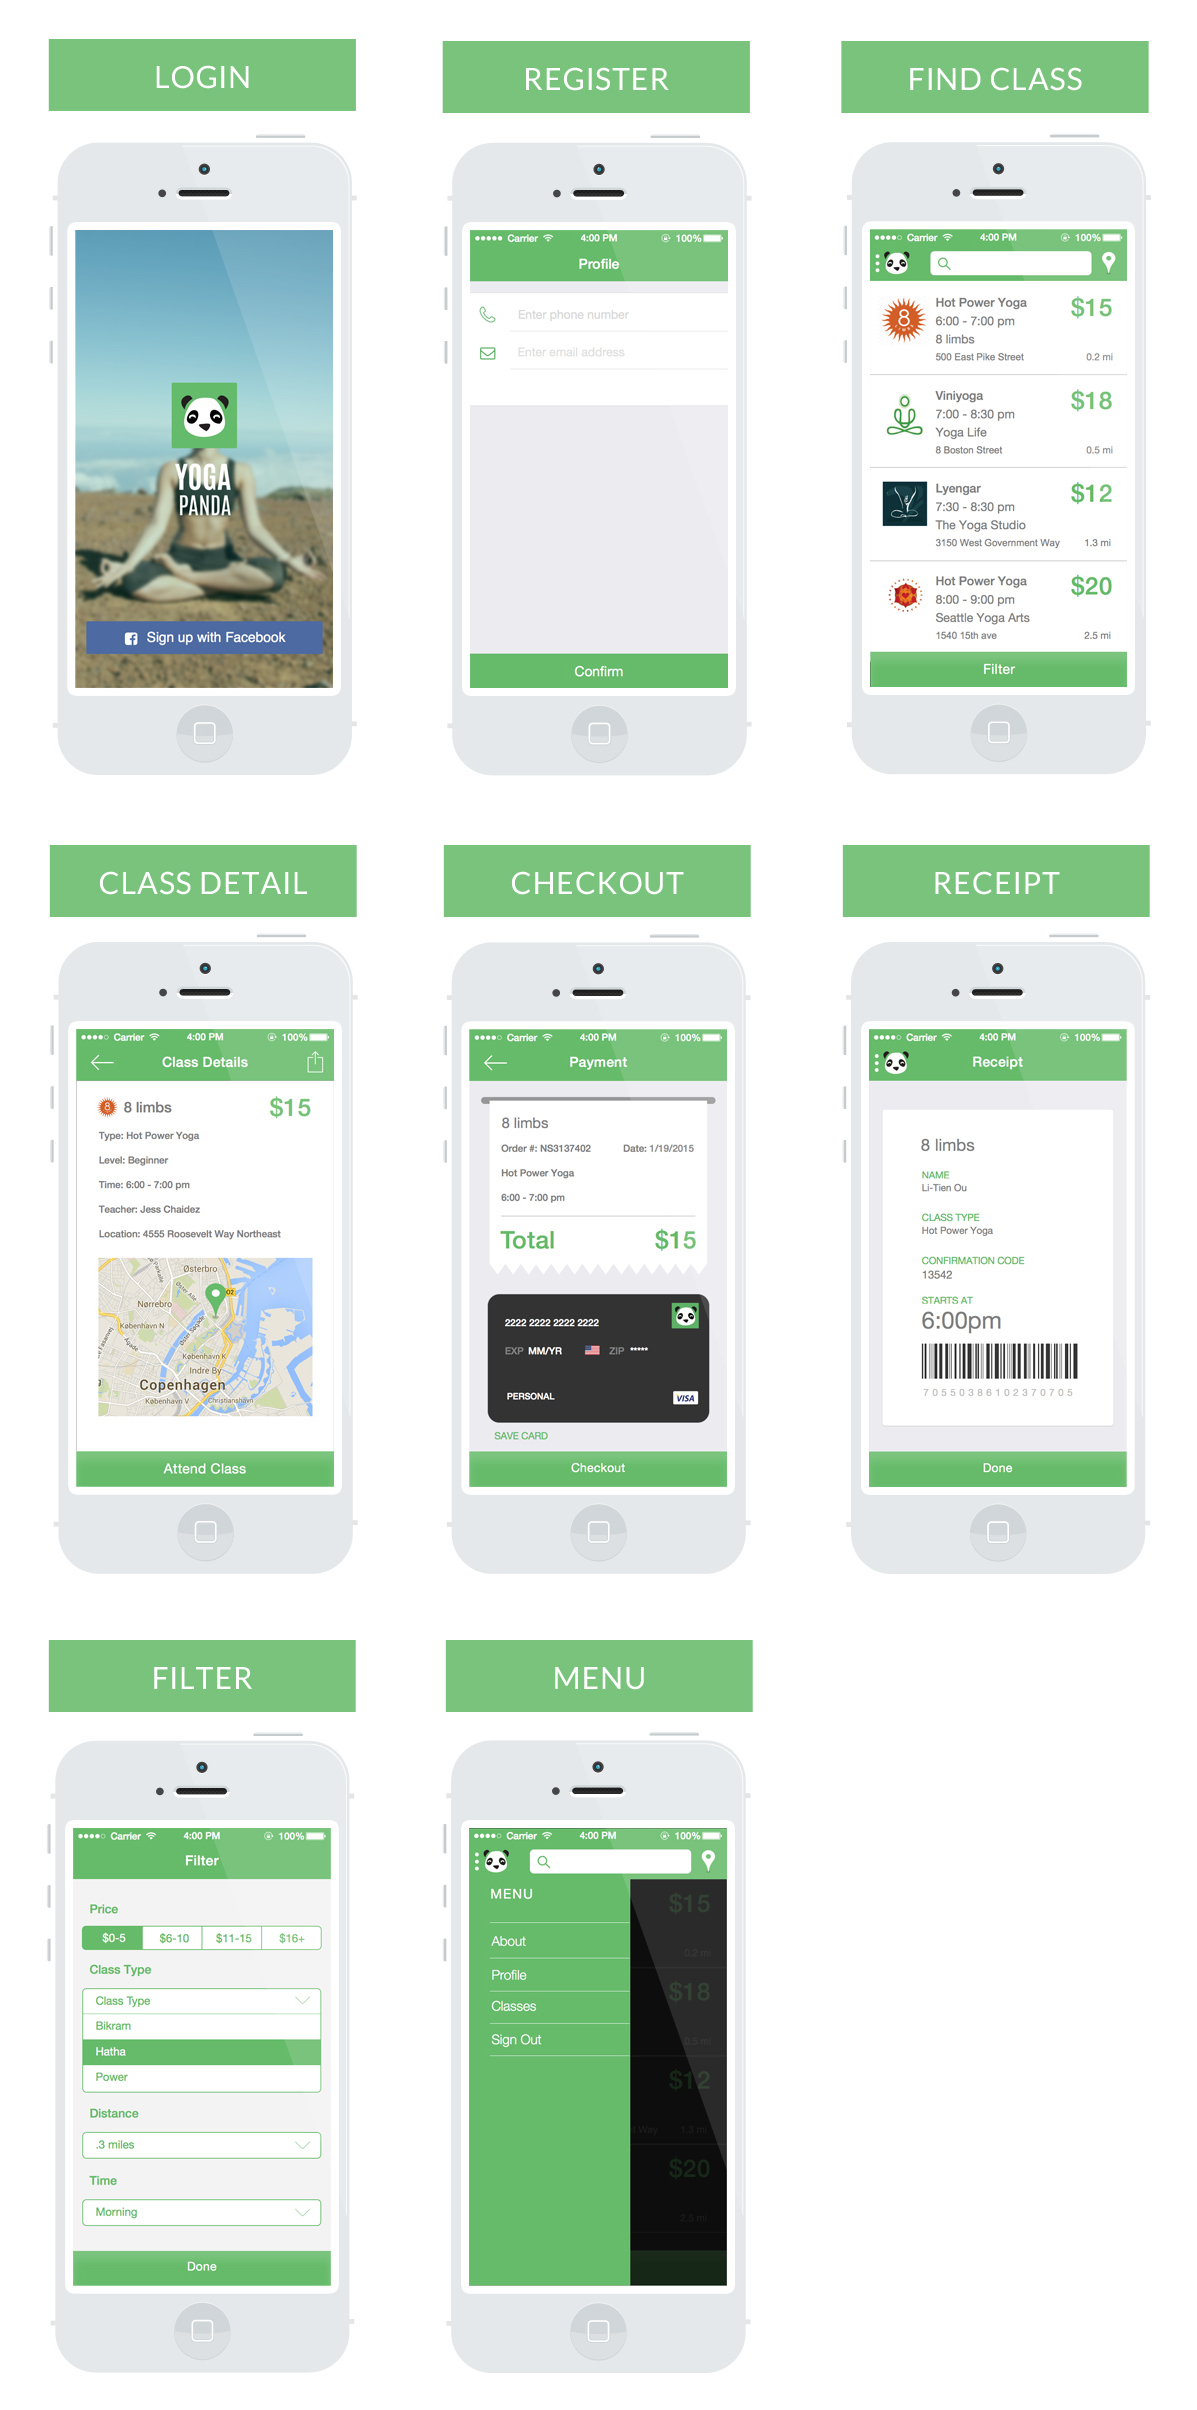 LOGIN
REGISTER
FIND CLASS
YOGA
PANDA
Sign up with Facebook
Carrier 4:00 PM 100%
Profile
Enter phone number
Enter email address
Confirm
Carrier 4:00 PM 100%
8
Hot Power Yoga $15
6:00 - 7:00 pm
8 limbs
500 East Pike Street 0.2 mi
Viniyoga $18
7:00 - 8:30 pm
Yoga Life
8 Boston Street 0.5 mi
Lyengar $12
7:30 - 8:30 pm
The Yoga Studio
3150 West Government Way 1.3 mi
Hot Power Yoga $20
8:00 - 9:00 pm
Seattle Yoga Arts
1540 15th ave 2.5 mi
Filter
CLASS DETAIL
CHECKOUT
RECEIPT
Carrier 4:00 PM 100%
Class Details
8 8 limbs $15
Type: Hot Power Yoga
Level: Beginner
Time: 6:00 - 7:00 pm
Teacher: Jess Chaidez
Location: 4555 Roosevelt Way Northeast
Østerbro
O2
Nørrebro
København N
Ågade
Øster Søgade
København K
Indre By
Copenhagen
København V Christianshavn
Attend Class
Carrier 4:00 PM 100%
Payment
8 limbs
Order #: NS3137402 Date: 1/19/2015
Hot Power Yoga
6:00 - 7:00 pm
Total $15
2222 2222 2222 2222
EXP MM/YR ZIP *****
PERSONAL VISA
SAVE CARD
Checkout
Carrier 4:00 PM 100%
Receipt
8 limbs
NAME
Li-Tien Ou
CLASS TYPE
Hot Power Yoga
CONFIRMATION CODE
13542
STARTS AT
6:00pm
705503861023 70705
Done
FILTER
MENU
Carrier 4:00 PM 100%
Filter
Price
$0-5 $6-10 $11-15 $16+
Class Type
Class Type
Bikram
Hatha
Power
Distance
.3 miles
Time
Morning
Done
Carrier 4:00 PM 100%
MENU
About
Profile
Classes
Sign Out
$15
0.2 mi
$18
0.5 mi
$12
Way 1.3 mi
$20
2.5 mi